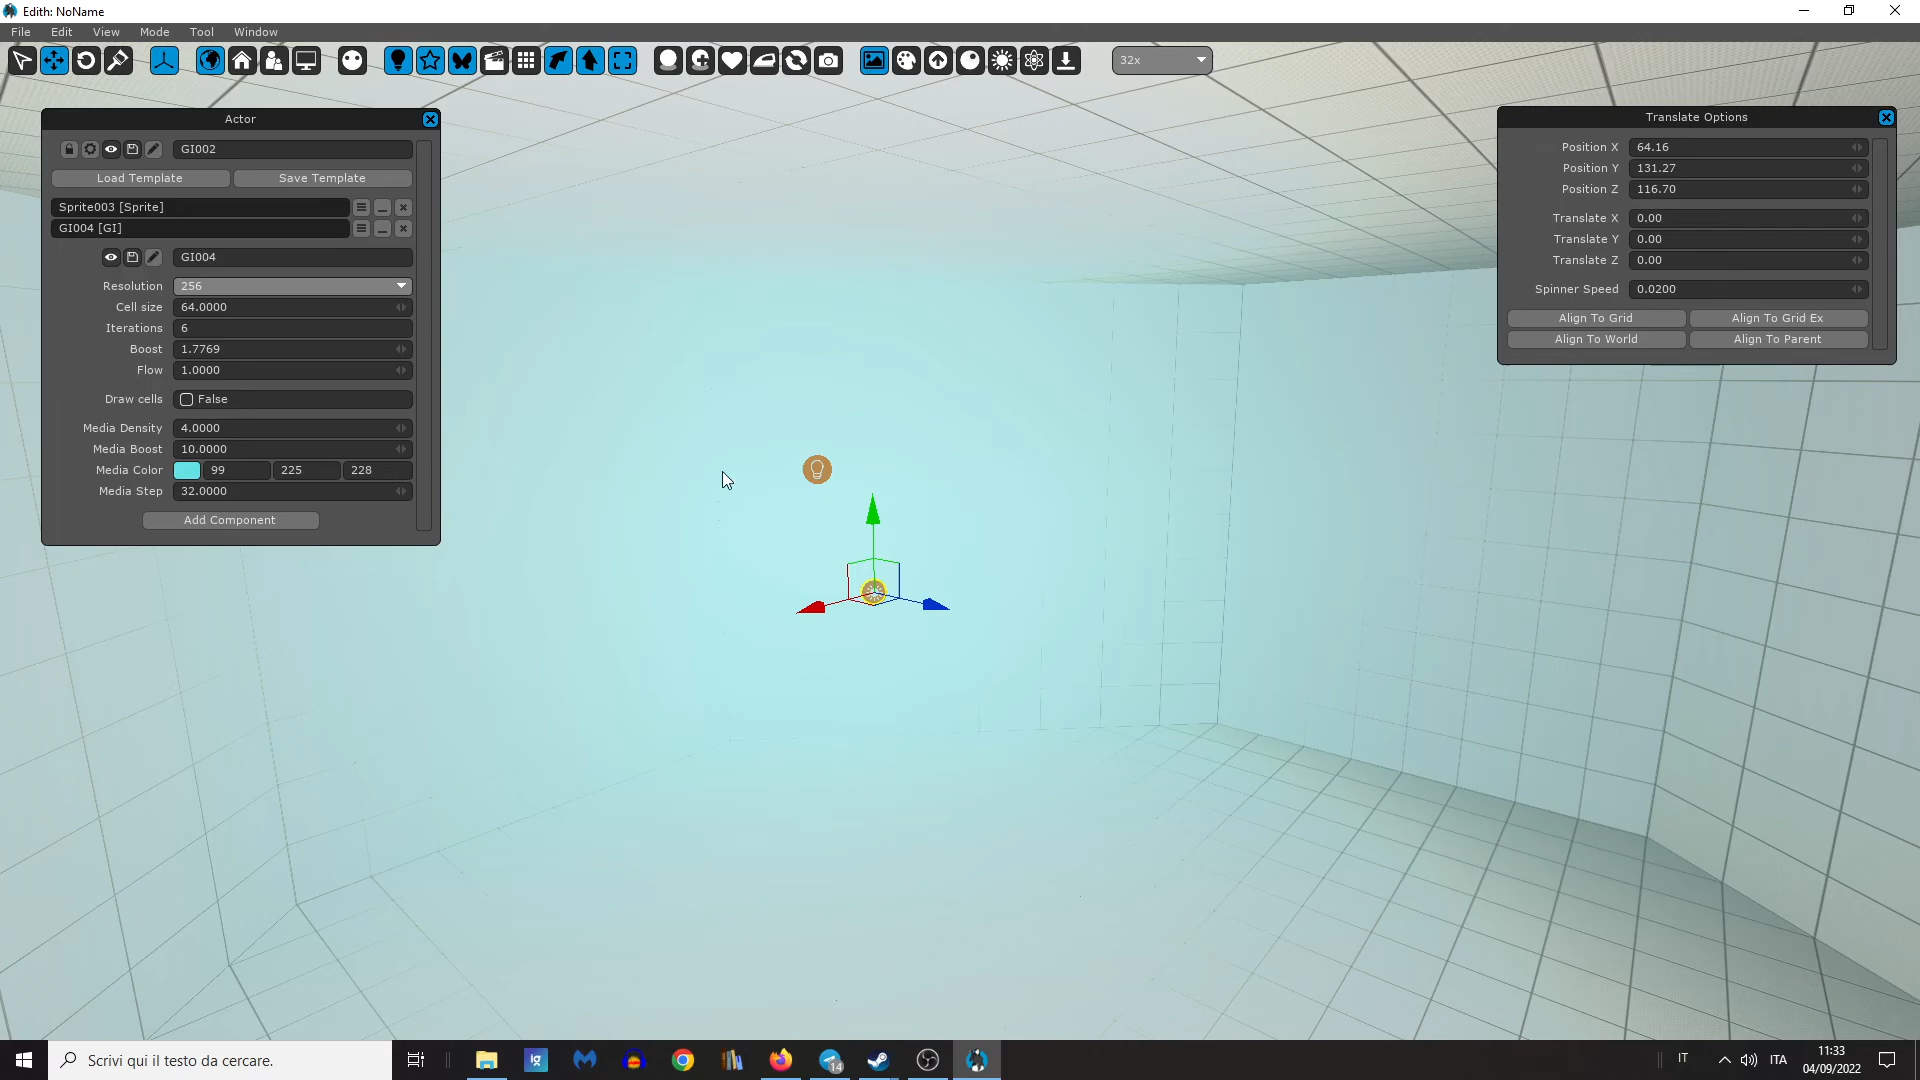 Edith: NoName
File Edit View Mode Tool Window
32x
Actor
GI002
Load Template Save Template
Sprite003 [Sprite]
GI004 [GI]
GI004
Resolution 256
Cell size 64.0000
Iterations 6
Boost 1.7769
Flow 1.0000
Draw cells False
Media Density 4.0000
Media Boost 10.0000
Media Color 99 225 228
Media Step 32.0000
Add Component
Translate Options
Position X 64.16
Position Y 131.27
Position Z 116.70
Translate X 0.00
Translate Y 0.00
Translate Z 0.00
Spinner Speed 0.0200
Align To Grid Align To Grid Ex
Align To World Align To Parent
Scrivi qui il testo da cercare.
ig
14
IT
ITA
11:33
04/09/2022